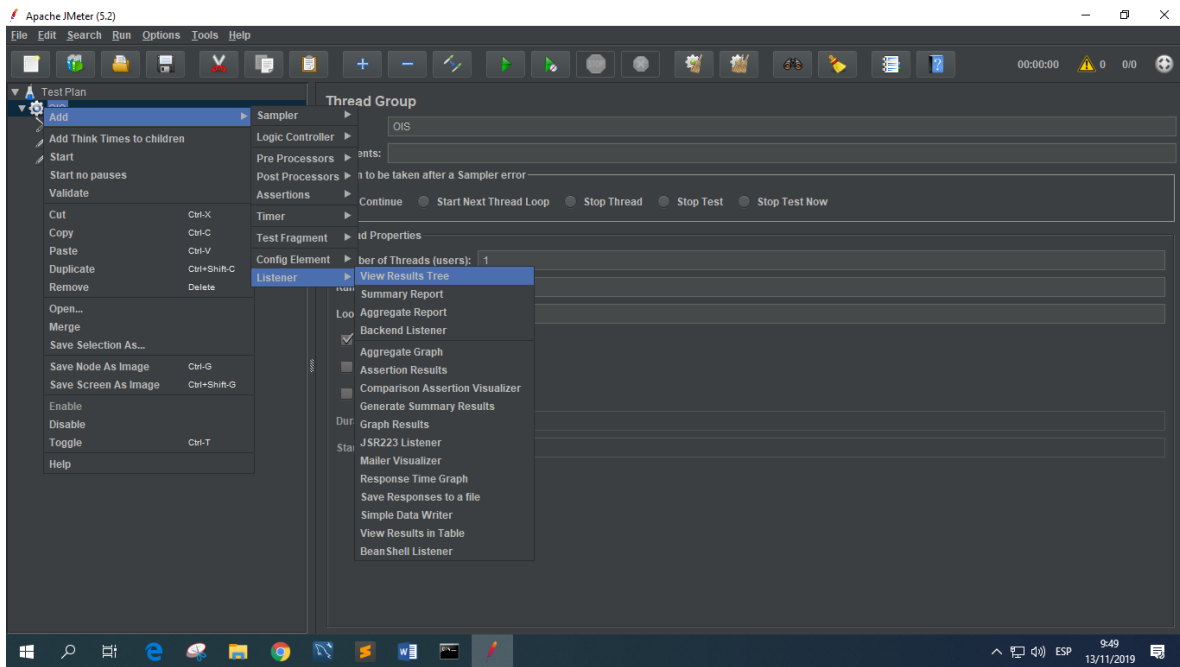 Apache JMeter (5.2)
File Edit Search Run Options Tools Help
00:00:00 0 0/0
Test Plan
OIS
Add
Add Think Times to children
Start
Start no pauses
Validate
Cut Ctrl-X
Copy Ctrl-C
Paste Ctrl-V
Duplicate Ctrl+Shift-C
Remove Delete
Open...
Merge
Save Selection As...
Save Node As Image Ctrl-G
Save Screen As Image Ctrl+Shift-G
Enable
Disable
Toggle Ctrl-T
Help
Sampler
Logic Controller
Pre Processors
Post Processors
Assertions
Timer
Test Fragment
Config Element
Listener
View Results Tree
Summary Report
Aggregate Report
Backend Listener
Aggregate Graph
Assertion Results
Comparison Assertion Visualizer
Generate Summary Results
Graph Results
JSR223 Listener
Mailer Visualizer
Response Time Graph
Save Responses to a file
Simple Data Writer
View Results in Table
BeanShell Listener
Thread Group
OIS
ents:
n to be taken after a Sampler error
Continue Start Next Thread Loop Stop Thread Stop Test Stop Test Now
ad Properties
ber of Threads (users): 1
Loo
Dur
Sta
ESP
9:49
13/11/2019